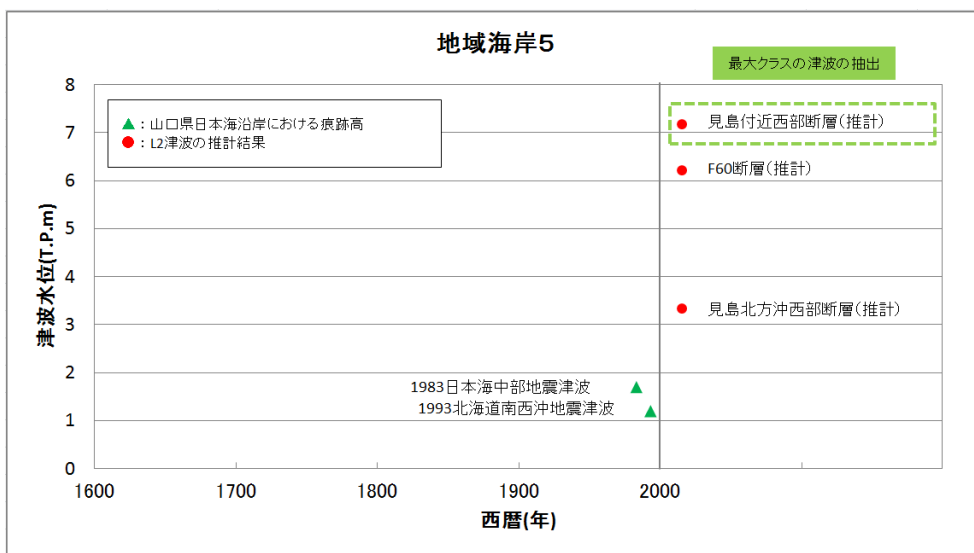 地域海岸5
最大クラスの津波の抽出
▲：山口県日本海沿岸における痕跡高
●：L2津波の推計結果
見島付近西部断層(推計)
F60断層(推計)
見島北方沖西部断層(推計)
1983日本海中部地震津波
1993北海道南西沖地震津波
津波水位(T.P.m)
8
7
6
5
4
3
2
1
0
1600 1700 1800 1900 2000
西暦(年)